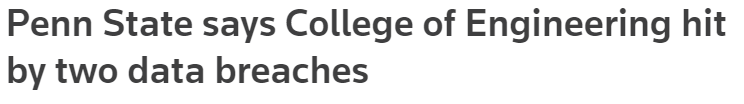 Penn State says College of Engineering hit
by two data breaches